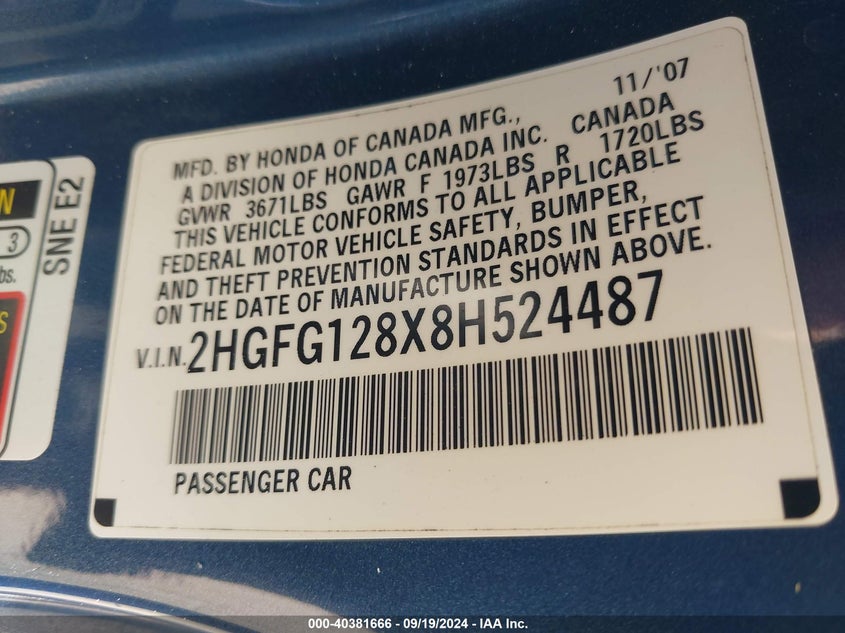 11/'07
MFD. BY HONDA OF CANADA MFG.,
A DIVISION OF HONDA CANADA INC. CANADA
GVWR 3671LBS GAWR F 1973LBS R 1720LBS
THIS VEHICLE CONFORMS TO ALL APPLICABLE
FEDERAL MOTOR VEHICLE SAFETY, BUMPER,
AND THEFT PREVENTION STANDARDS IN EFFECT
ON THE DATE OF MANUFACTURE SHOWN ABOVE.
V.I.N. 2HGFG128X8H524487
PASSENGER CAR
SNE E2
N
3
bs.
S
000-40381666 - 09/19/2024 - IAA Inc.